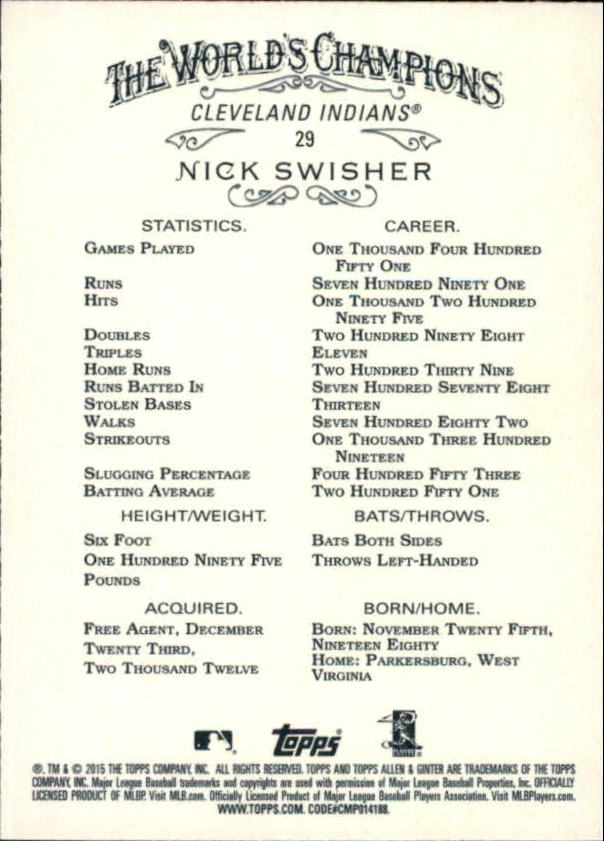 THE WORLD'S CHAMPIONS
CLEVELAND INDIANS®
29
NICK SWISHER
STATISTICS. CAREER.
GAMES PLAYED ONE THOUSAND FOUR HUNDRED
FIFTY ONE
RUNS SEVEN HUNDRED NINETY ONE
HITS ONE THOUSAND TWO HUNDRED
NINETY FIVE
DOUBLES TWO HUNDRED NINETY EIGHT
TRIPLES ELEVEN
HOME RUNS TWO HUNDRED THIRTY NINE
RUNS BATTED IN SEVEN HUNDRED SEVENTY EIGHT
STOLEN BASES THIRTEEN
WALKS SEVEN HUNDRED EIGHTY TWO
STRIKEOUTS ONE THOUSAND THREE HUNDRED
NINETEEN
SLUGGING PERCENTAGE FOUR HUNDRED FIFTY THREE
BATTING AVERAGE TWO HUNDRED FIFTY ONE
HEIGHT/WEIGHT. BATS/THROWS.
SIX FOOT BATS BOTH SIDES
ONE HUNDRED NINETY FIVE THROWS LEFT-HANDED
POUNDS
ACQUIRED. BORN/HOME.
FREE AGENT, DECEMBER BORN: NOVEMBER TWENTY FIFTH,
TWENTY THIRD, NINETEEN EIGHTY
TWO THOUSAND TWELVE HOME: PARKERSBURG, WEST
VIRGINIA
Topps
®, TM & © 2015 THE TOPPS COMPANY, INC. ALL RIGHTS RESERVED. TOPPS AND TOPPS ALLEN & GINTER ARE TRADEMARKS OF THE TOPPS
COMPANY, INC. Major League Baseball trademarks and copyrights are used with permission of Major League Baseball Properties, Inc. OFFICIALLY
LICENSED PRODUCT OF MLBP. Visit MLB.com. Officially Licensed Product of Major League Baseball Players Association. Visit MLBPlayers.com.
WWW.TOPPS.COM. CODE#CMP014188.